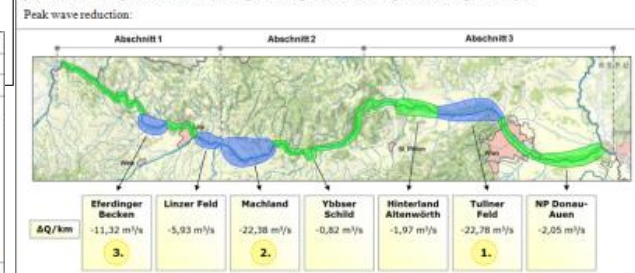 Peak wave reduction:
Abschnitt 1 Abschnitt 2 Abschnitt 3
Eferdinger Becken Linzer Feld Machland Ybbser Schild Hinterland Altenwörth Tullner Feld NP Donau-Auen
ΔQ/km -11,32 m³/s -5,93 m³/s -22,38 m³/s -0,82 m³/s -1,97 m³/s -22,78 m³/s -2,05 m³/s
3. 2. 1.